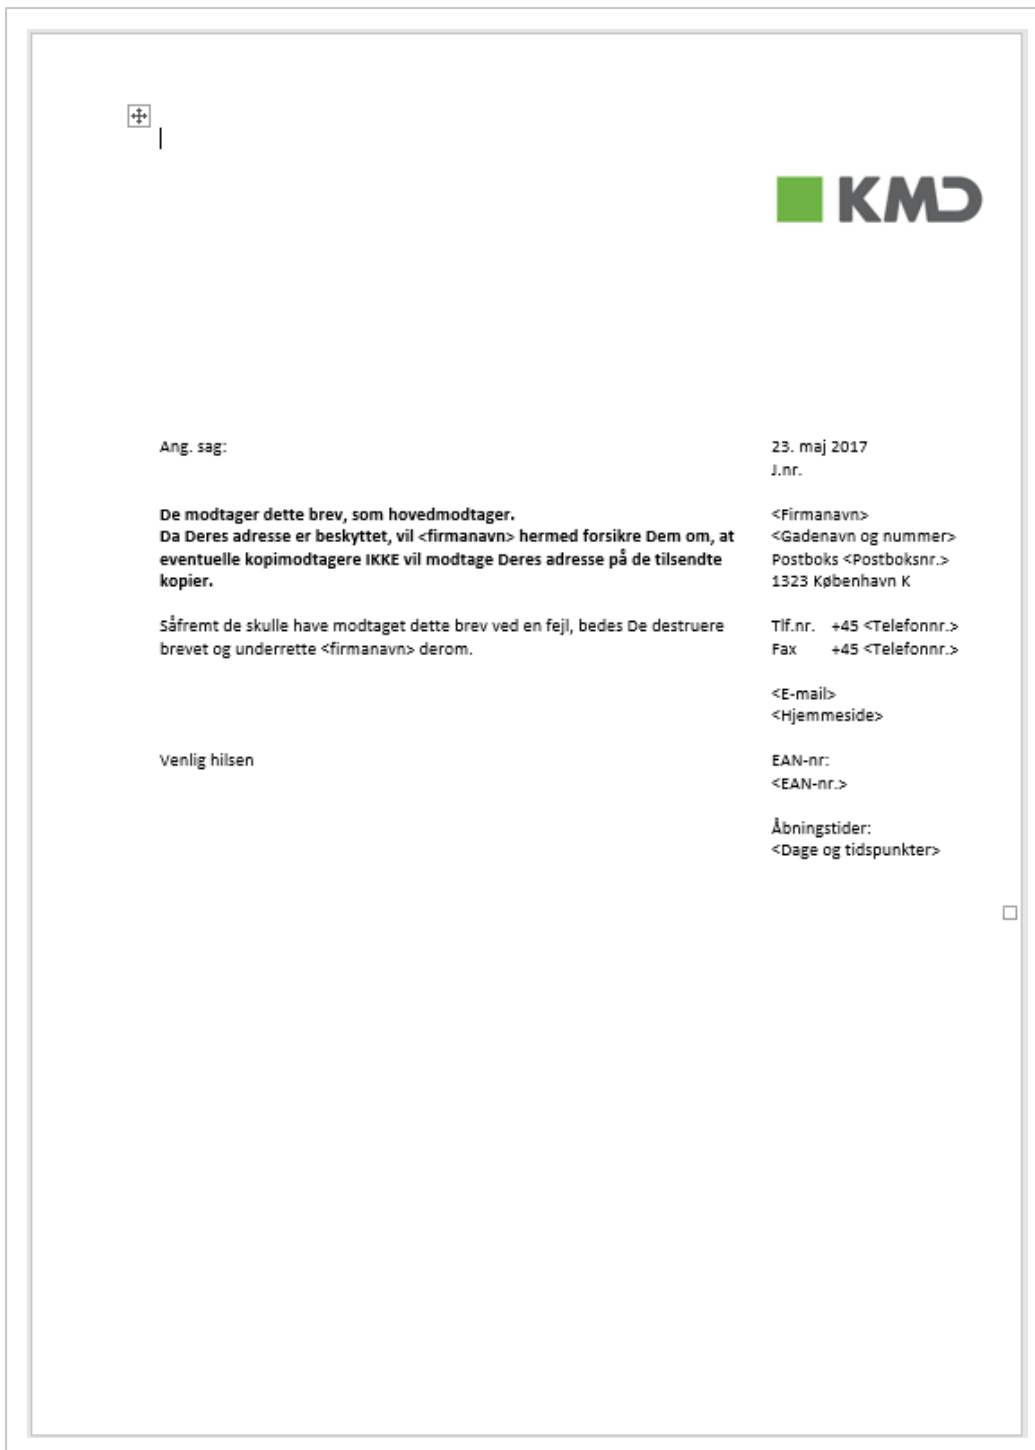 KMD
Ang. sag:
De modtager dette brev, som hovedmodtager.
Da Deres adresse er beskyttet, vil <firmanavn> hermed forsikre Dem om, at
eventuelle kopimodtagere IKKE vil modtage Deres adresse på de tilsendte
kopier.
Såfremt de skulle have modtaget dette brev ved en fejl, bedes De destruere
brevet og underrette <firmanavn> derom.
Venlig hilsen
23. maj 2017
J.nr.
<Firmanavn>
<Gadenavn og nummer>
Postboks <Postboksnr.>
1323 København K
Tlf.nr. +45 <Telefonnr.>
Fax +45 <Telefonnr.>
<E-mail>
<Hjemmeside>
EAN-nr:
<EAN-nr.>
Åbningstider:
<Dage og tidspunkter>